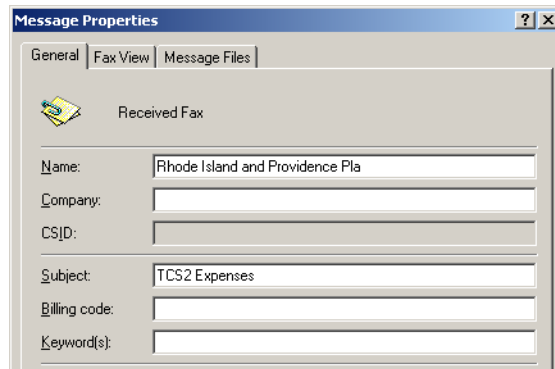 Message Properties ? X
General Fax View Message Files
Received Fax
Name: Rhode Island and Providence Pla
Company:
CSID:
Subject: TCS2 Expenses
Billing code:
Keyword(s):